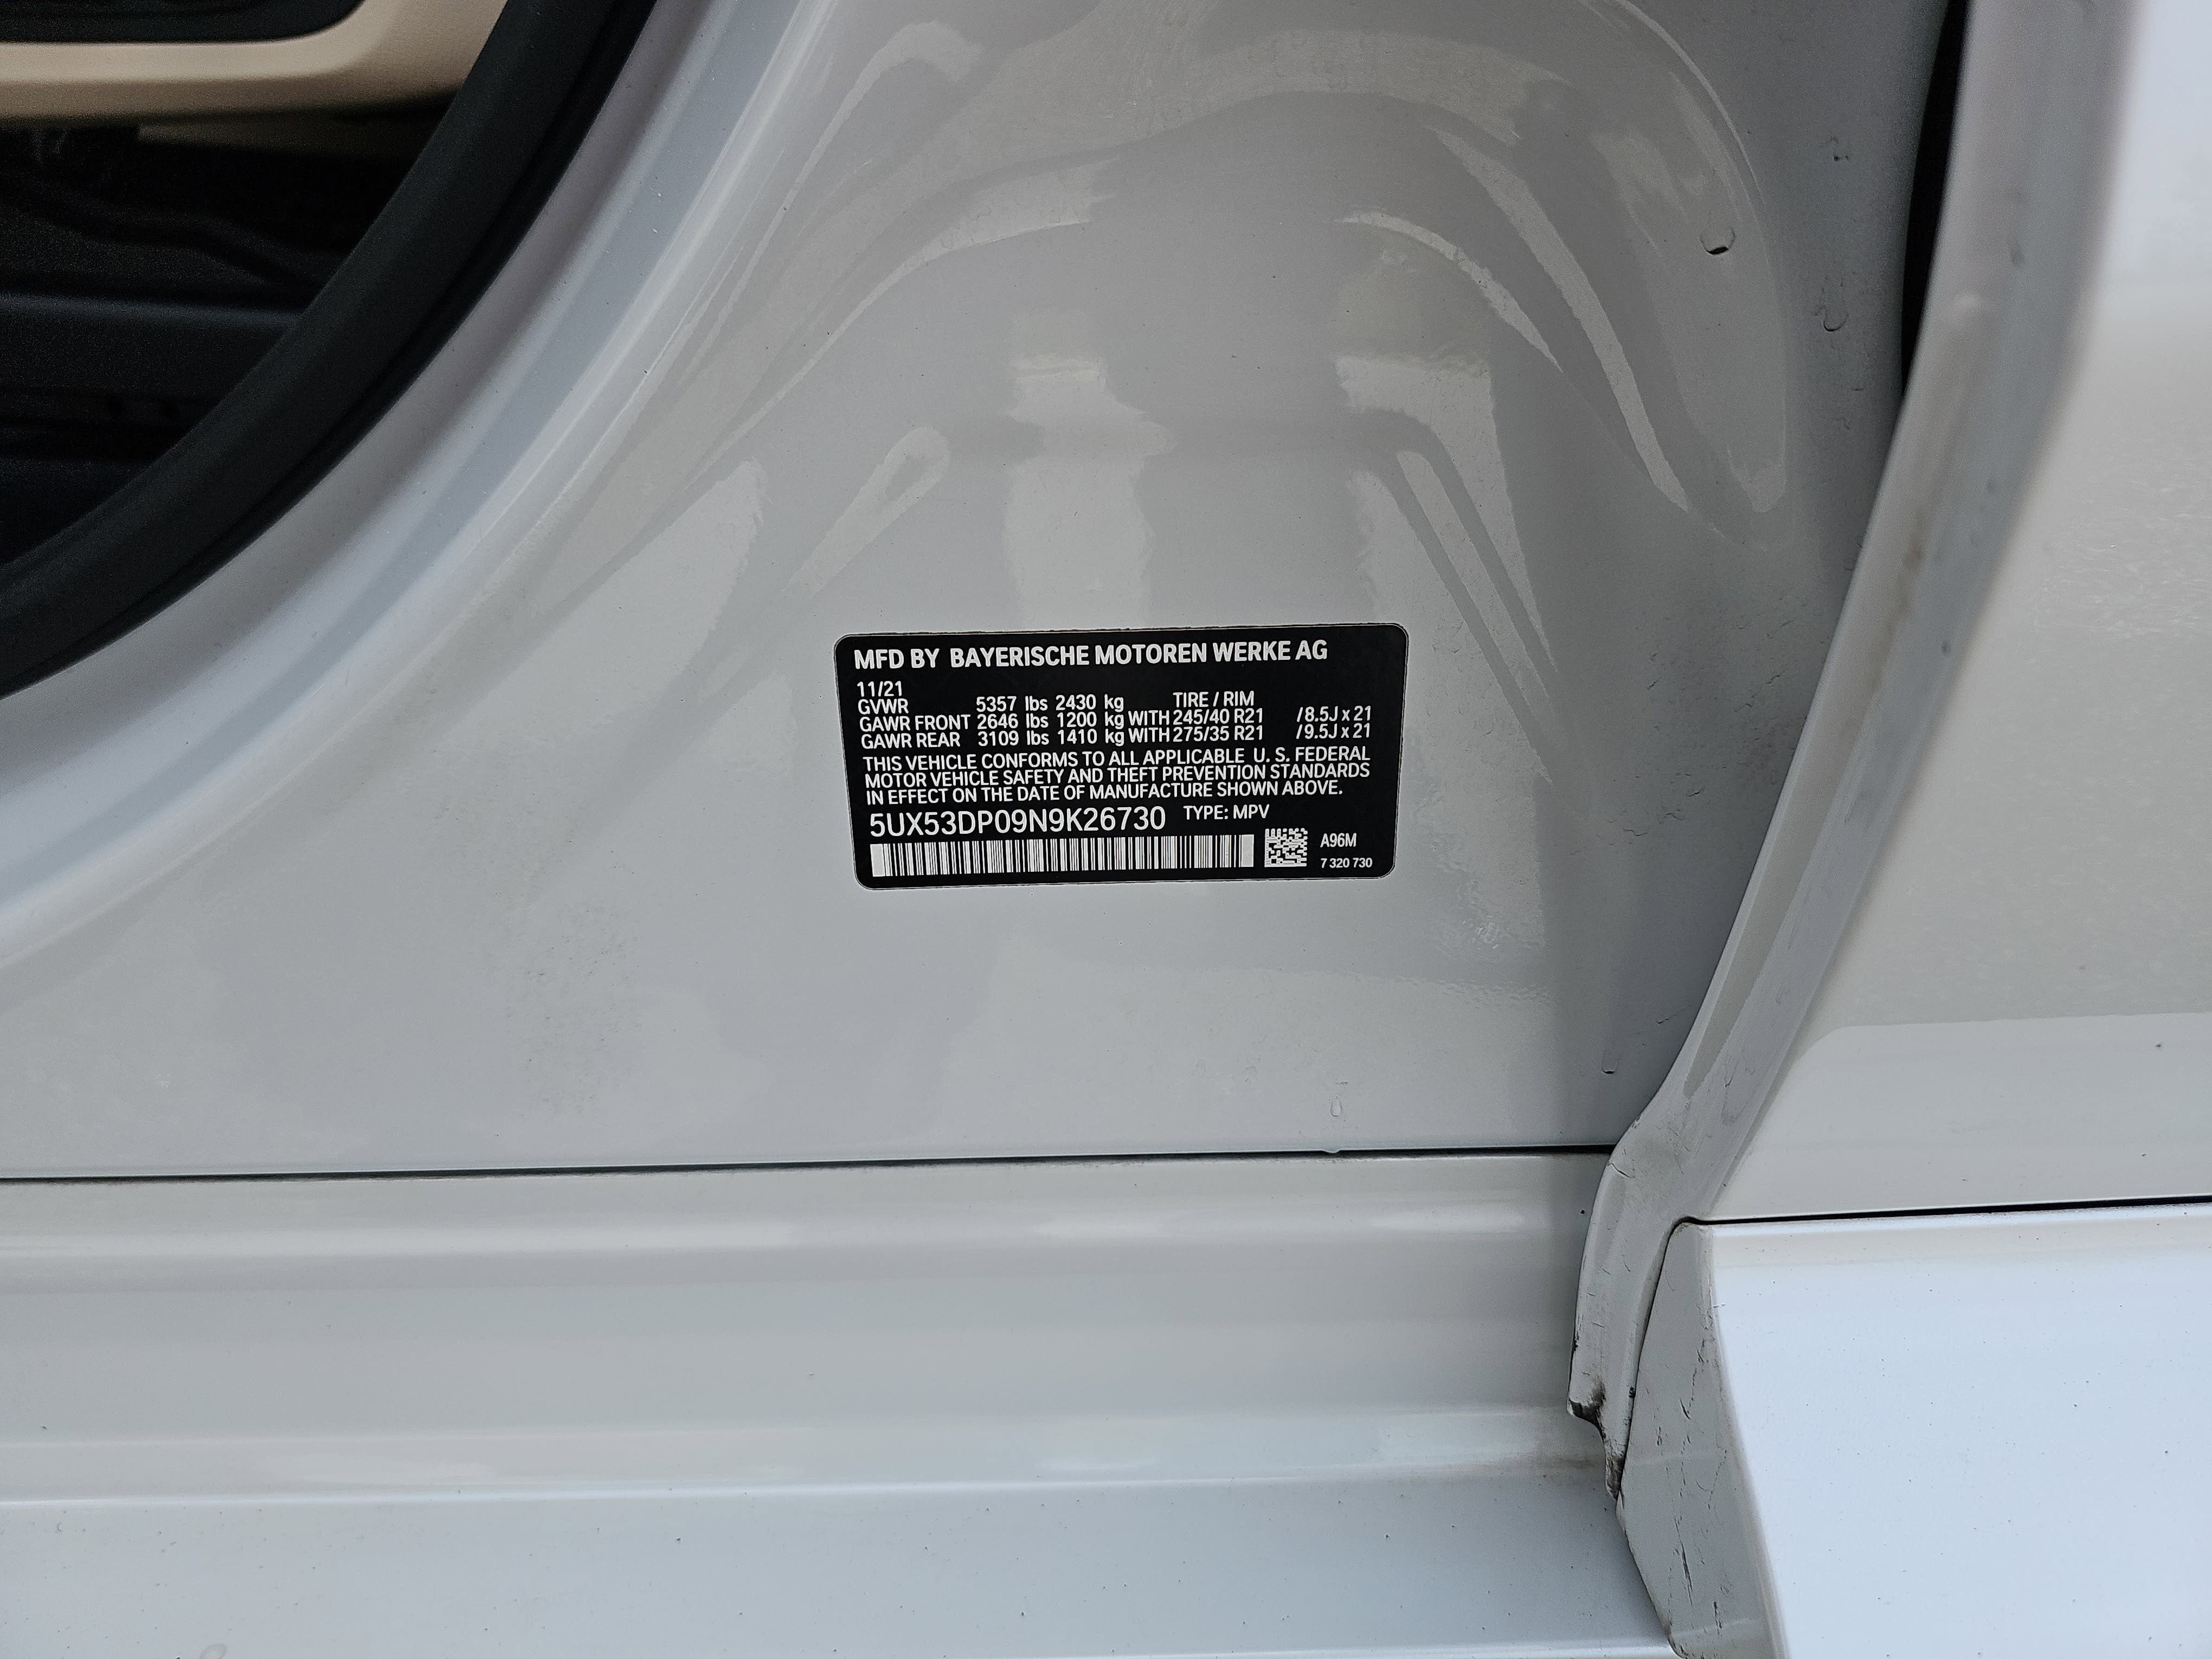 MFD BY BAYERISCHE MOTOREN WERKE AG
11/21
GVWR 5357 lbs 2430 kg TIRE / RIM
GAWR FRONT 2646 lbs 1200 kg WITH 245/40 R21 /8.5J x 21
GAWR REAR 3109 lbs 1410 kg WITH 275/35 R21 /9.5J x 21
THIS VEHICLE CONFORMS TO ALL APPLICABLE U. S. FEDERAL
MOTOR VEHICLE SAFETY AND THEFT PREVENTION STANDARDS
IN EFFECT ON THE DATE OF MANUFACTURE SHOWN ABOVE.
5UX53DP09N9K26730 TYPE: MPV
A96M
7 320 730